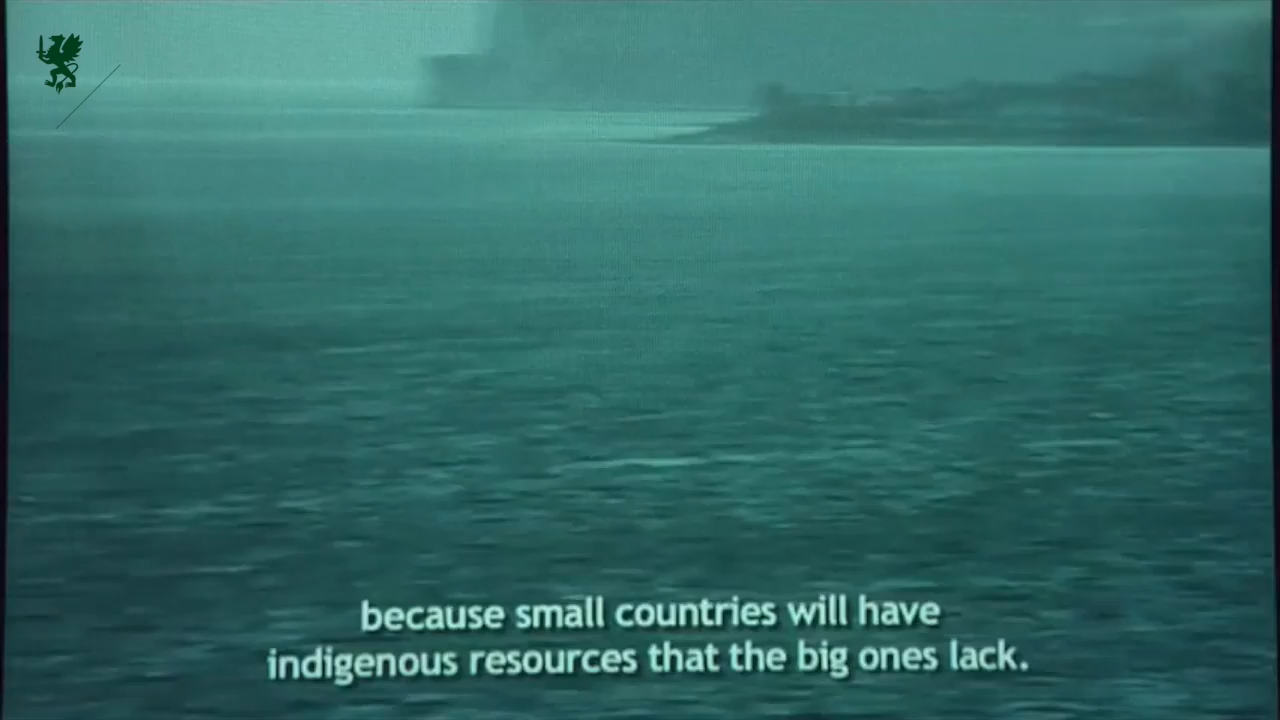 because small countries will have
indigenous resources that the big ones lack.